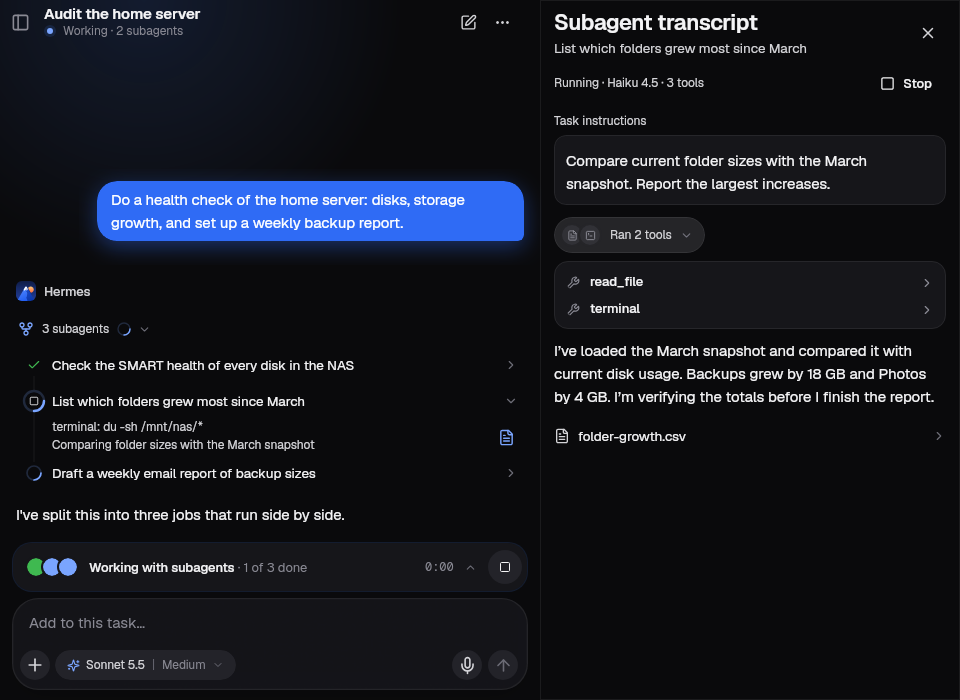 Audit the home server
Working · 2 subagents
Do a health check of the home server: disks, storage
growth, and set up a weekly backup report.
Hermes
3 subagents
Check the SMART health of every disk in the NAS
List which folders grew most since March
terminal: du -sh /mnt/nas/*
Comparing folder sizes with the March snapshot
Draft a weekly email report of backup sizes
I've split this into three jobs that run side by side.
Working with subagents · 1 of 3 done
0:00
Add to this task...
Sonnet 5.5 | Medium
Subagent transcript
List which folders grew most since March
Running · Haiku 4.5 · 3 tools
Stop
Task instructions
Compare current folder sizes with the March
snapshot. Report the largest increases.
Ran 2 tools
read_file
terminal
I’ve loaded the March snapshot and compared it with
current disk usage. Backups grew by 18 GB and Photos
by 4 GB. I’m verifying the totals before I finish the report.
folder-growth.csv